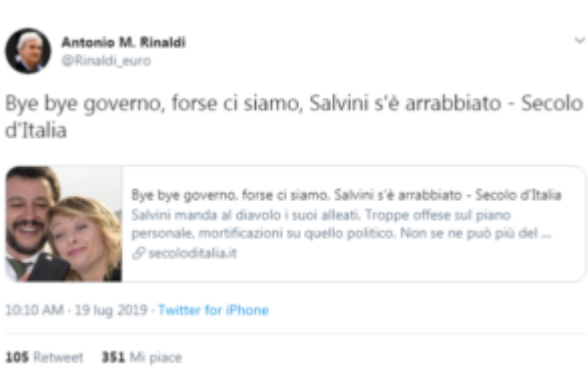 Antonio M. Rinaldi
@Rinaldi_euro
Bye bye governo, forse ci siamo, Salvini s'è arrabbiato - Secolo
d'Italia
Bye bye governo, forse ci siamo, Salvini s'è arrabbiato - Secolo d'Italia
Salvini manda al diavolo i suoi alleati. Troppe offese sul piano
personale, mortificazioni su quello politico. Non se ne può più del ...
secoloditalia.it
10:10 AM · 19 lug 2019 · Twitter for iPhone
105 Retweet 351 Mi piace